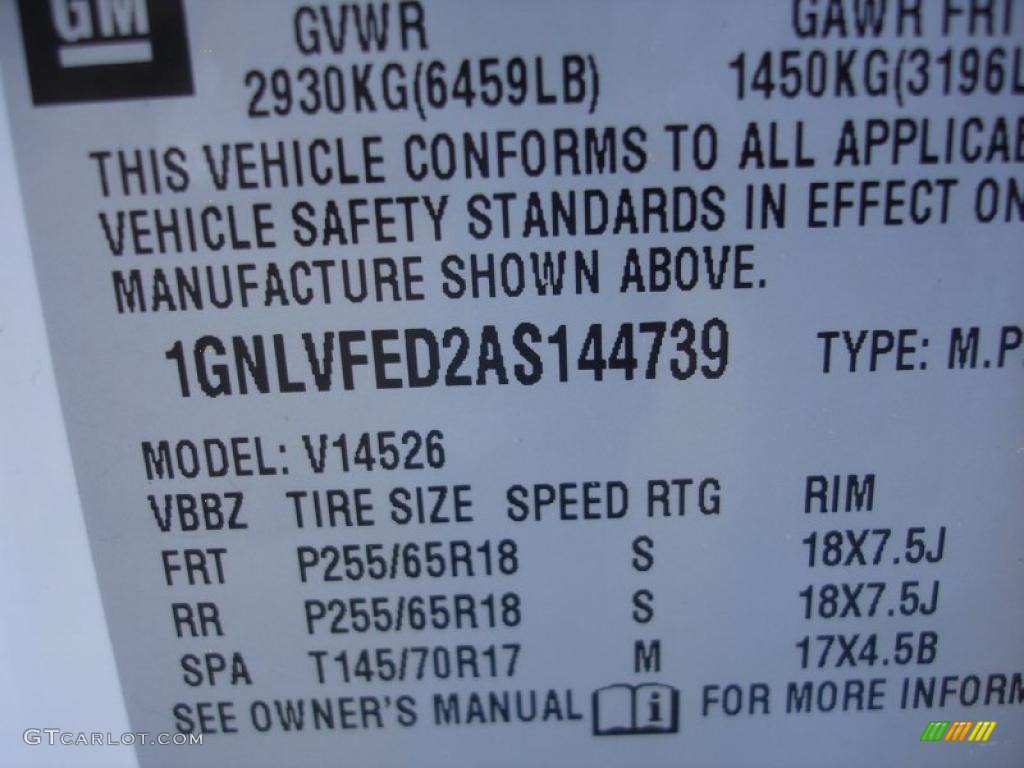 GM
GVWR GAWR FRT
2930KG(6459LB) 1450KG(3196L
THIS VEHICLE CONFORMS TO ALL APPLICAB
VEHICLE SAFETY STANDARDS IN EFFECT ON
MANUFACTURE SHOWN ABOVE.
1GNLVFED2AS144739 TYPE: M.P.
MODEL: V14526
VBBZ TIRE SIZE SPEED RTG RIM
FRT P255/65R18 S 18X7.5J
RR P255/65R18 S 18X7.5J
SPA T145/70R17 M 17X4.5B
SEE OWNER'S MANUAL i FOR MORE INFORM
GTCARLOT.COM